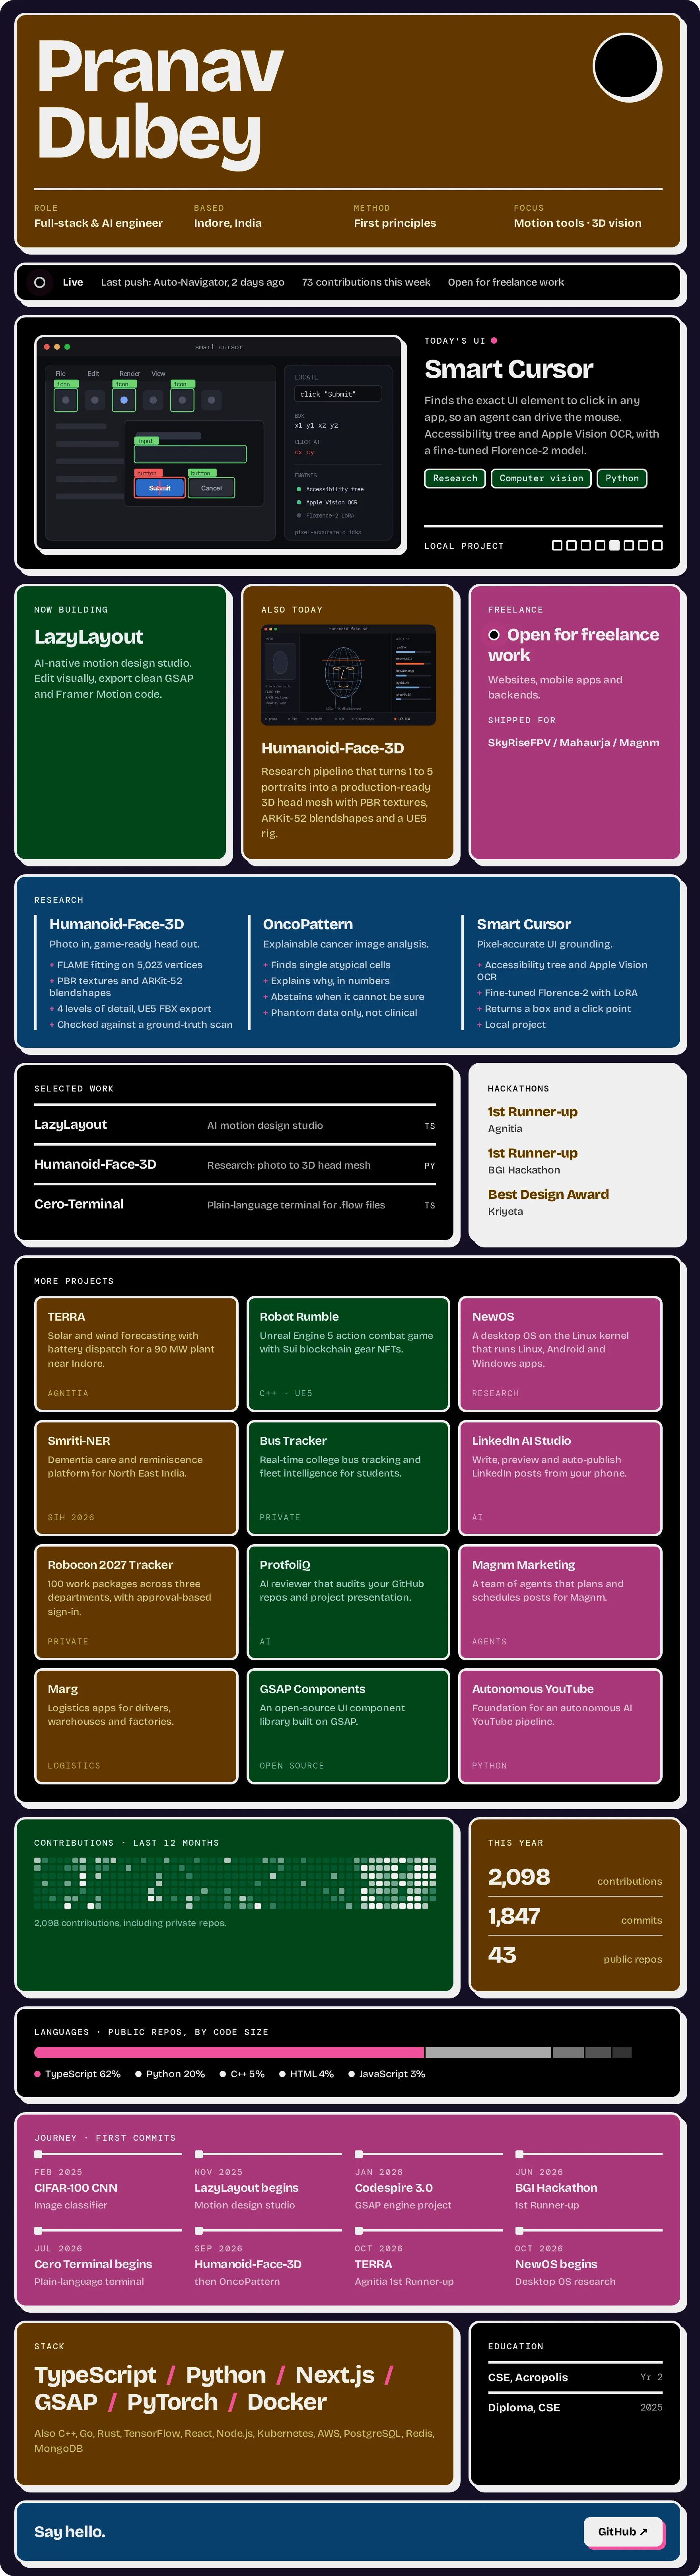 Pranav
Dubey
ROLE
Full-stack & AI engineer
BASED
Indore, India
METHOD
First principles
FOCUS
Motion tools · 3D vision
Live
Last push: Auto-Navigator, 2 days ago
73 contributions this week
Open for freelance work
smart cursor
File Edit Render View
icon icon icon
input
button button
Submit Cancel
LOCATE
click "Submit"
BOX
x1 y1 x2 y2
CLICK AT
cx cy
ENGINES
Accessibility tree
Apple Vision OCR
Florence-2 LoRA
pixel-accurate clicks
TODAY'S UI
Smart Cursor
Finds the exact UI element to click in any
app, so an agent can drive the mouse.
Accessibility tree and Apple Vision OCR, with
a fine-tuned Florence-2 model.
Research Computer vision Python
LOCAL PROJECT
NOW BUILDING
LazyLayout
AI-native motion design studio.
Edit visually, export clean GSAP
and Framer Motion code.
ALSO TODAY
Humanoid-Face-3D
Research pipeline that turns 1 to 5
portraits into a production-ready
3D head mesh with PBR textures,
ARKit-52 blendshapes and a UE5
rig.
FREELANCE
Open for freelance
work
Websites, mobile apps and
backends.
SHIPPED FOR
SkyRiseFPV / Mahaurja / Magnm
RESEARCH
Humanoid-Face-3D
Photo in, game-ready head out.
+ FLAME fitting on 5,023 vertices
+ PBR textures and ARKit-52
blendshapes
+ 4 levels of detail, UE5 FBX export
+ Checked against a ground-truth scan
OncoPattern
Explainable cancer image analysis.
+ Finds single atypical cells
+ Explains why, in numbers
+ Abstains when it cannot be sure
+ Phantom data only, not clinical
Smart Cursor
Pixel-accurate UI grounding.
+ Accessibility tree and Apple Vision
OCR
+ Fine-tuned Florence-2 with LoRA
+ Returns a box and a click point
+ Local project
SELECTED WORK
LazyLayout AI motion design studio TS
Humanoid-Face-3D Research: photo to 3D head mesh PY
Cero-Terminal Plain-language terminal for .flow files TS
HACKATHONS
1st Runner-up
Agnitia
1st Runner-up
BGI Hackathon
Best Design Award
Kriyeta
MORE PROJECTS
TERRA
Solar and wind forecasting with
battery dispatch for a 90 MW plant
near Indore.
AGNITIA
Robot Rumble
Unreal Engine 5 action combat game
with Sui blockchain gear NFTs.
C++ · UE5
NewOS
A desktop OS on the Linux kernel
that runs Linux, Android and
Windows apps.
RESEARCH
Smriti-NER
Dementia care and reminiscence
platform for North East India.
SIH 2026
Bus Tracker
Real-time college bus tracking and
fleet intelligence for students.
PRIVATE
LinkedIn AI Studio
Write, preview and auto-publish
LinkedIn posts from your phone.
AI
Robocon 2027 Tracker
100 work packages across three
departments, with approval-based
sign-in.
PRIVATE
ProtfoliQ
AI reviewer that audits your GitHub
repos and project presentation.
AI
Magnm Marketing
A team of agents that plans and
schedules posts for Magnm.
AGENTS
Marg
Logistics apps for drivers,
warehouses and factories.
LOGISTICS
GSAP Components
An open-source UI component
library built on GSAP.
OPEN SOURCE
Autonomous YouTube
Foundation for an autonomous AI
YouTube pipeline.
PYTHON
CONTRIBUTIONS · LAST 12 MONTHS
2,098 contributions, including private repos.
THIS YEAR
2,098 contributions
1,847 commits
43 public repos
LANGUAGES · PUBLIC REPOS, BY CODE SIZE
TypeScript 62% Python 20% C++ 5% HTML 4% JavaScript 3%
JOURNEY · FIRST COMMITS
FEB 2025
CIFAR-100 CNN
Image classifier
NOV 2025
LazyLayout begins
Motion design studio
JAN 2026
Codespire 3.0
GSAP engine project
JUN 2026
BGI Hackathon
1st Runner-up
JUL 2026
Cero Terminal begins
Plain-language terminal
SEP 2026
Humanoid-Face-3D
then OncoPattern
OCT 2026
TERRA
Agnitia 1st Runner-up
OCT 2026
NewOS begins
Desktop OS research
STACK
TypeScript / Python / Next.js /
GSAP / PyTorch / Docker
Also C++, Go, Rust, TensorFlow, React, Node.js, Kubernetes, AWS, PostgreSQL, Redis,
MongoDB
EDUCATION
CSE, Acropolis Yr 2
Diploma, CSE 2025
Say hello.
GitHub ↗